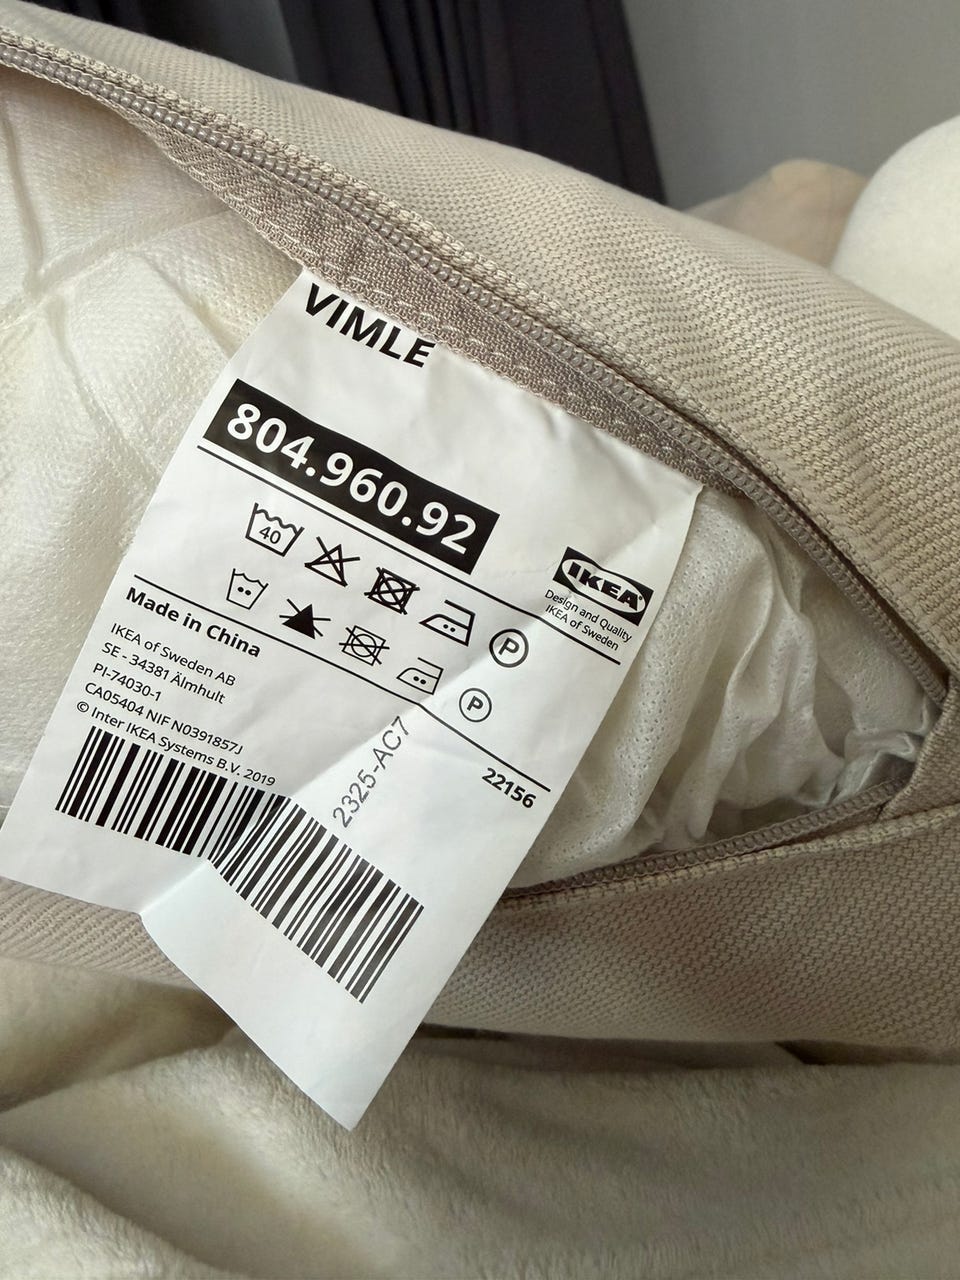 VIMLE
804.960.92
40
P
P
IKEA
Design and Quality
IKEA of Sweden
Made in China
IKEA of Sweden AB
SE - 34381 Älmhult
PI-74030-1
CA05404 NIF N0391857J
© Inter IKEA Systems B.V. 2019
2325-AC7
22156